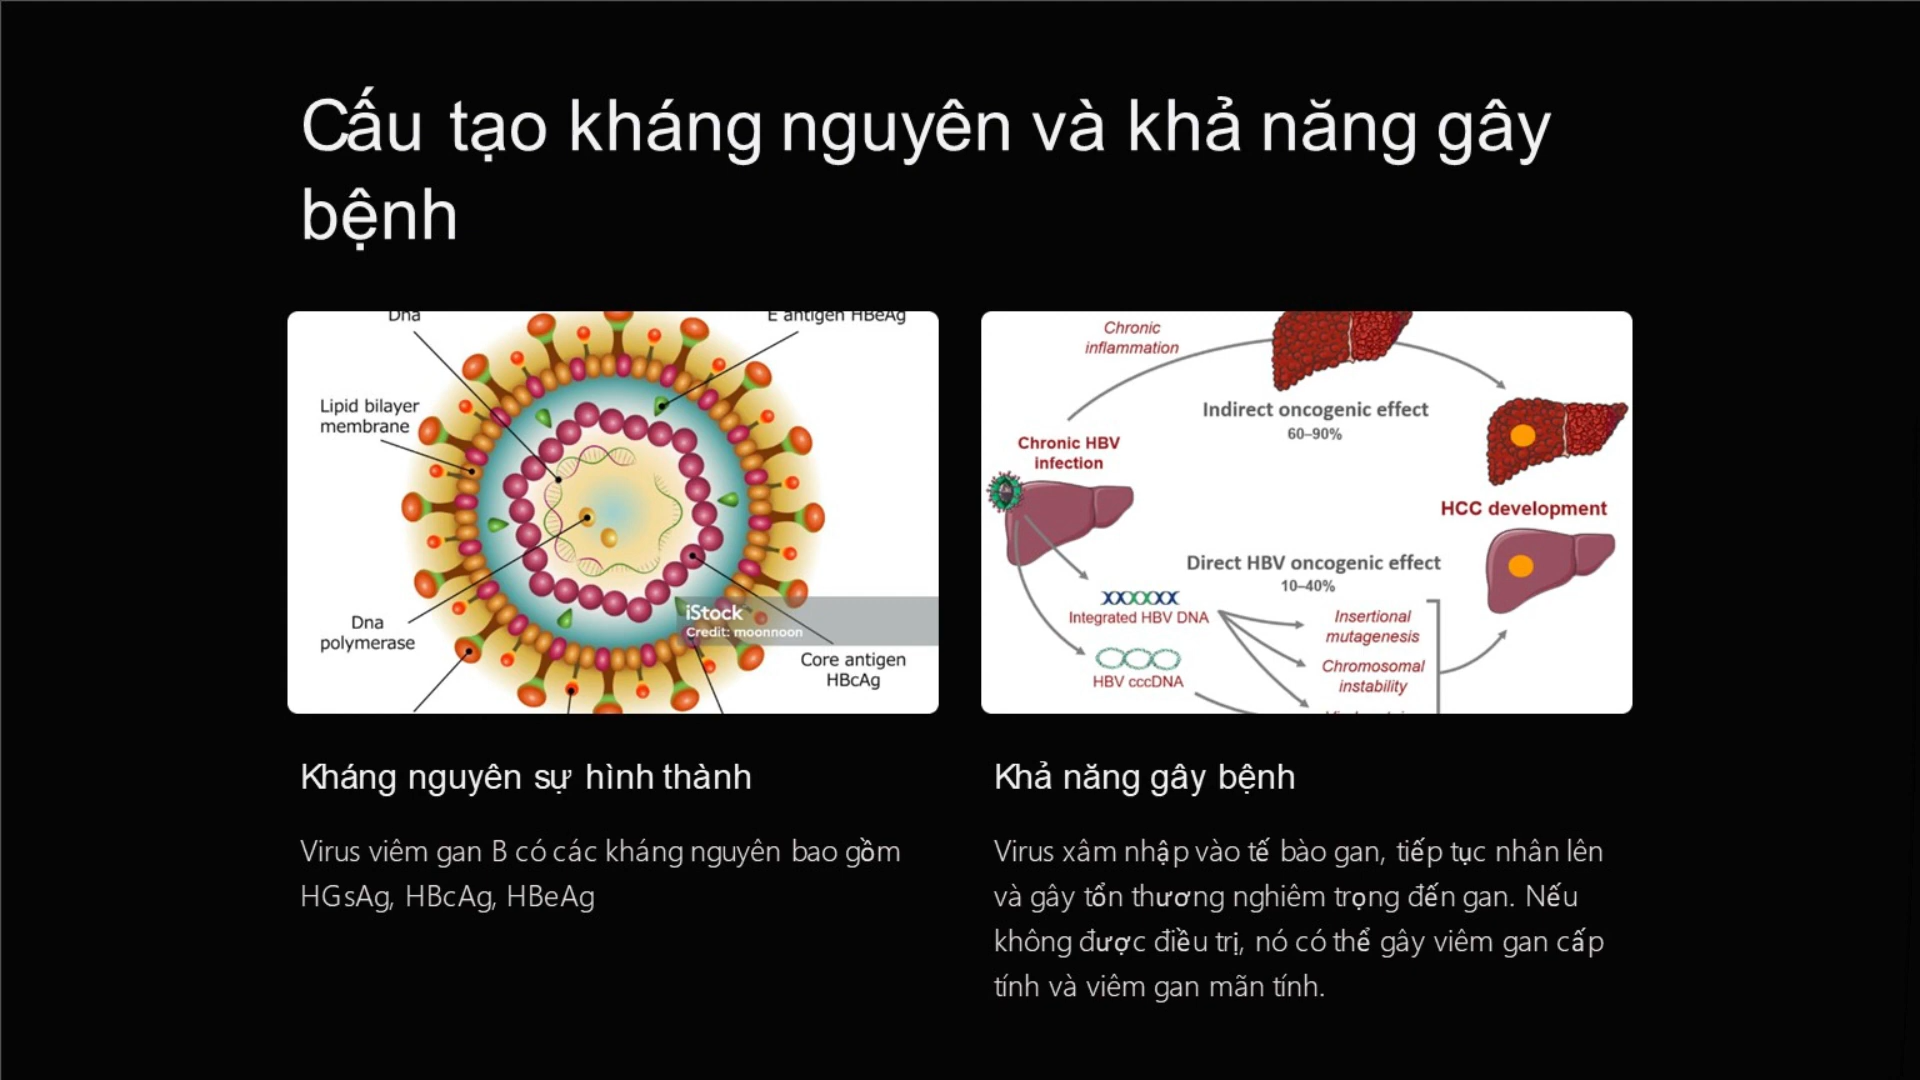 Cấu tạo kháng nguyên và khả năng gây
bệnh
Dna
E antigen HBeAg
Lipid bilayer
membrane
Dna
polymerase
iStock
Credit: moonnoon
Core antigen
HBcAg
Chronic
inflammation
Indirect oncogenic effect
60–90%
Chronic HBV
infection
HCC development
Direct HBV oncogenic effect
10–40%
Integrated HBV DNA
HBV cccDNA
Insertional
mutagenesis
Chromosomal
instability
Kháng nguyên sự hình thành
Virus viêm gan B có các kháng nguyên bao gồm
HGsAg, HBcAg, HBeAg
Khả năng gây bệnh
Virus xâm nhập vào tế bào gan, tiếp tục nhân lên
và gây tổn thương nghiêm trọng đến gan. Nếu
không được điều trị, nó có thể gây viêm gan cấp
tính và viêm gan mãn tính.